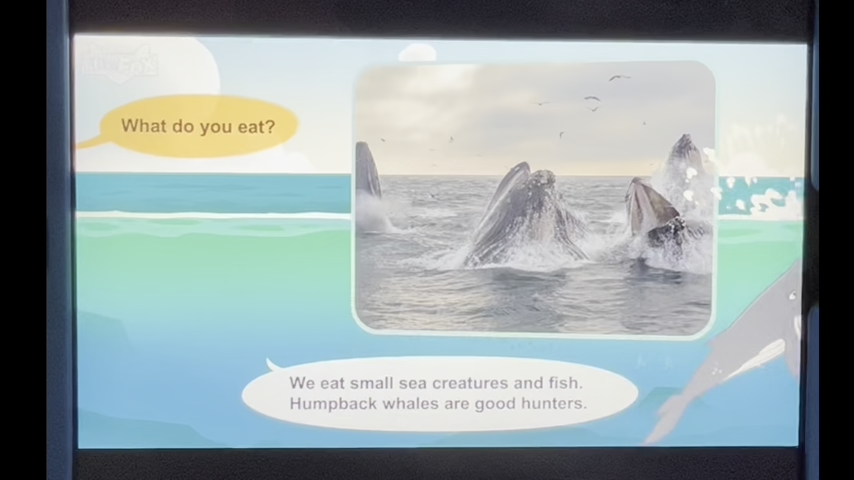 What do you eat?
We eat small sea creatures and fish.
Humpback whales are good hunters.